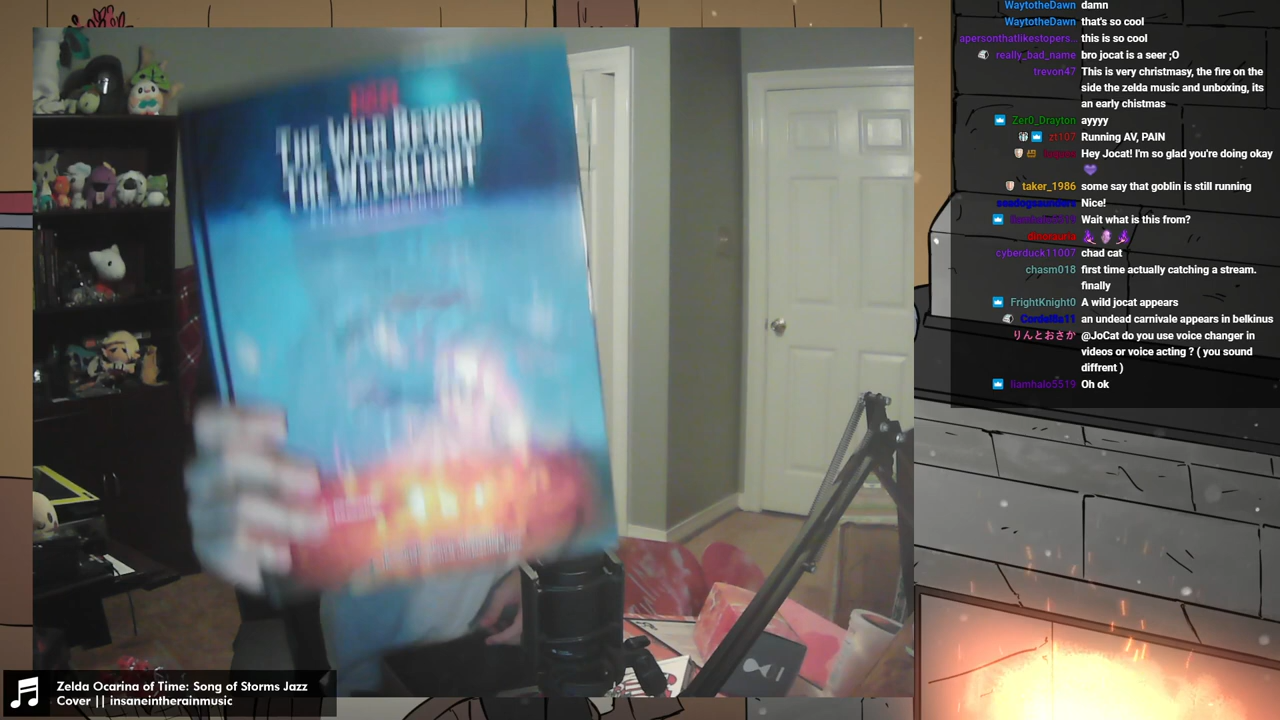 THE WILD BEYOND
THE WITCHLIGHT
WaytotheDawn damn
WaytotheDawn that's so cool
apersonthatlikestopers... this is so cool
really_bad_name bro jocat is a seer ;O
trevon47 This is very christmasy, the fire on the
side the zelda music and unboxing, its
an early chistmas
Zer0_Drayton ayyyy
zt107 Running AV, PAIN
Hey Jocat! I'm so glad you're doing okay
taker_1986 some say that goblin is still running
seadogsaunders Nice!
Wait what is this from?
dinorauria
cyberduck11007 chad cat
chasm018 first time actually catching a stream.
finally
FrightKnight0 A wild jocat appears
Cordellia11 an undead carnivale appears in belkinus
りんとおさか @JoCat do you use voice changer in
videos or voice acting ? ( you sound
diffrent )
liamhalo5519 Oh ok
Zelda Ocarina of Time: Song of Storms Jazz
Cover || insaneintherainmusic